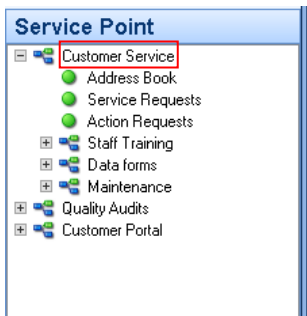 Service Point
Customer Service
Address Book
Service Requests
Action Requests
Staff Training
Data forms
Maintenance
Quality Audits
Customer Portal